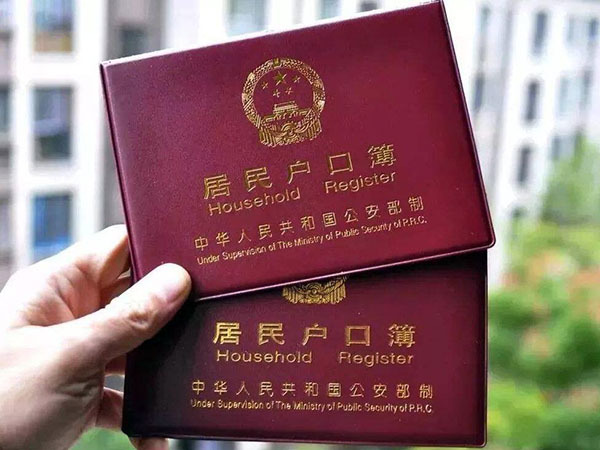 居民户口簿
Household Register
中华人民共和国公安部制
Under Supervision of The Ministry of Public Security of P.R.C.
居民户口簿
Household Register
中华人民共和国公安部制
Under Supervision of The Ministry of Public Security of P.R.C.